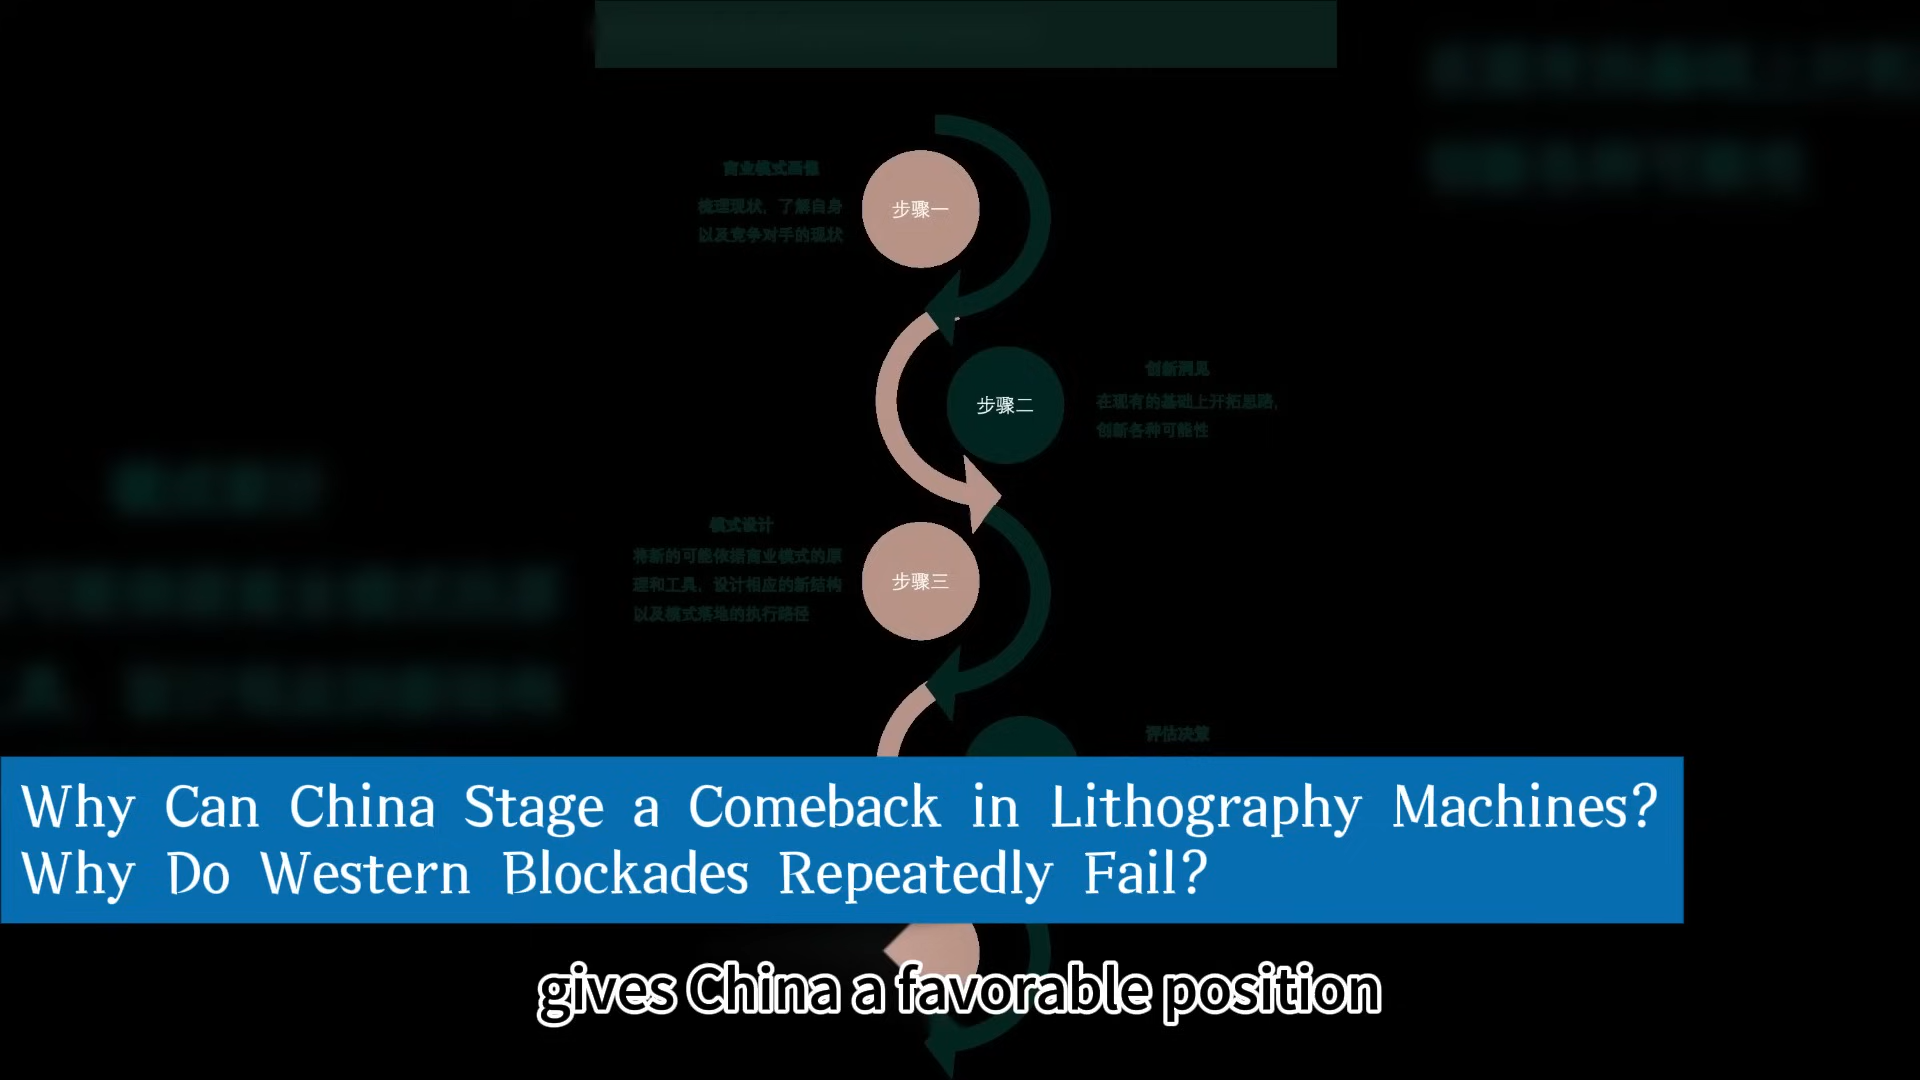 商业模式画像
梳理现状，了解自身
以及竞争对手的现状
步骤一
步骤二
创新洞见
在现有的基础上开拓思路，
创新各种可能性
模式设计
将新的可能依据商业模式的原
理和工具，设计相应的新结构
以及模式落地的执行路径
步骤三
评估决策
Why Can China Stage a Comeback in Lithography Machines?
Why Do Western Blockades Repeatedly Fail?
gives China a favorable position